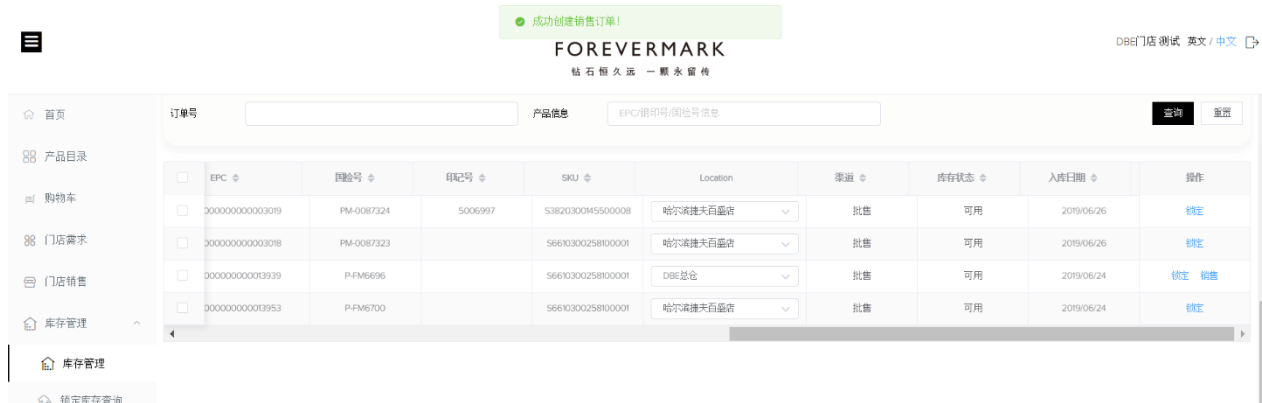 成功创建销售订单！
FOREVERMARK
钻石恒久远 一颗永留传
DBE门店 测试 英文 / 中文
首页
产品目录
购物车
门店需求
门店销售
库存管理
库存管理
锁定库存查询
订单号
产品信息 EPC/钢印号/国检号信息
查询 重置
EPC 国检号 印记号 SKU Location 渠道 库存状态 入库日期 操作
000000000003019 PM-0087324 5006997 S3820300145500008 哈尔滨捷夫百盛店 批售 可用 2019/06/26 锁定
000000000003018 PM-0087323 S6610300258100001 哈尔滨捷夫百盛店 批售 可用 2019/06/26 锁定
000000000013939 P-FM6696 S6610300258100001 DBE总仓 批售 可用 2019/06/24 锁定 销售
000000000013953 P-FM6700 S6610300258100001 哈尔滨捷夫百盛店 批售 可用 2019/06/24 锁定